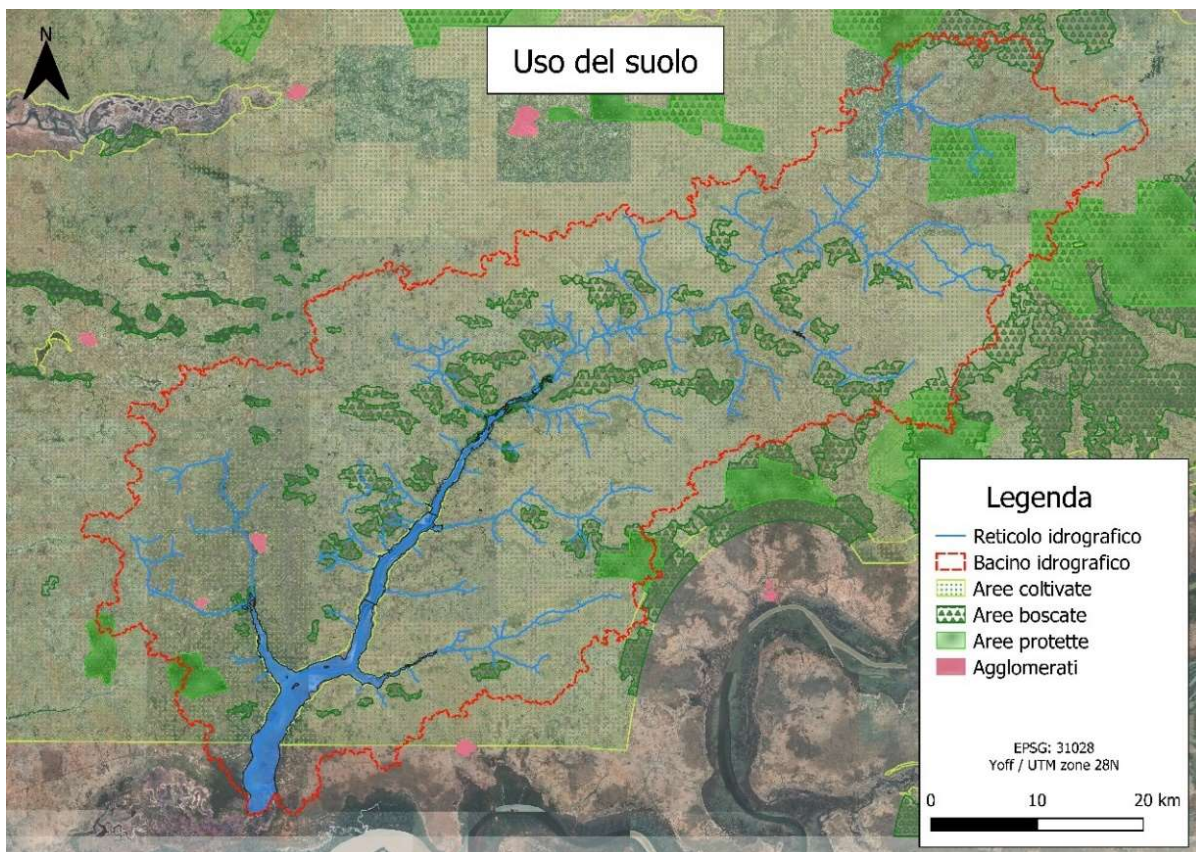 N
Uso del suolo
Legenda
Reticolo idrografico
Bacino idrografico
Aree coltivate
Aree boscate
Aree protette
Agglomerati
EPSG: 31028
Yoff / UTM zone 28N
0 10 20 km